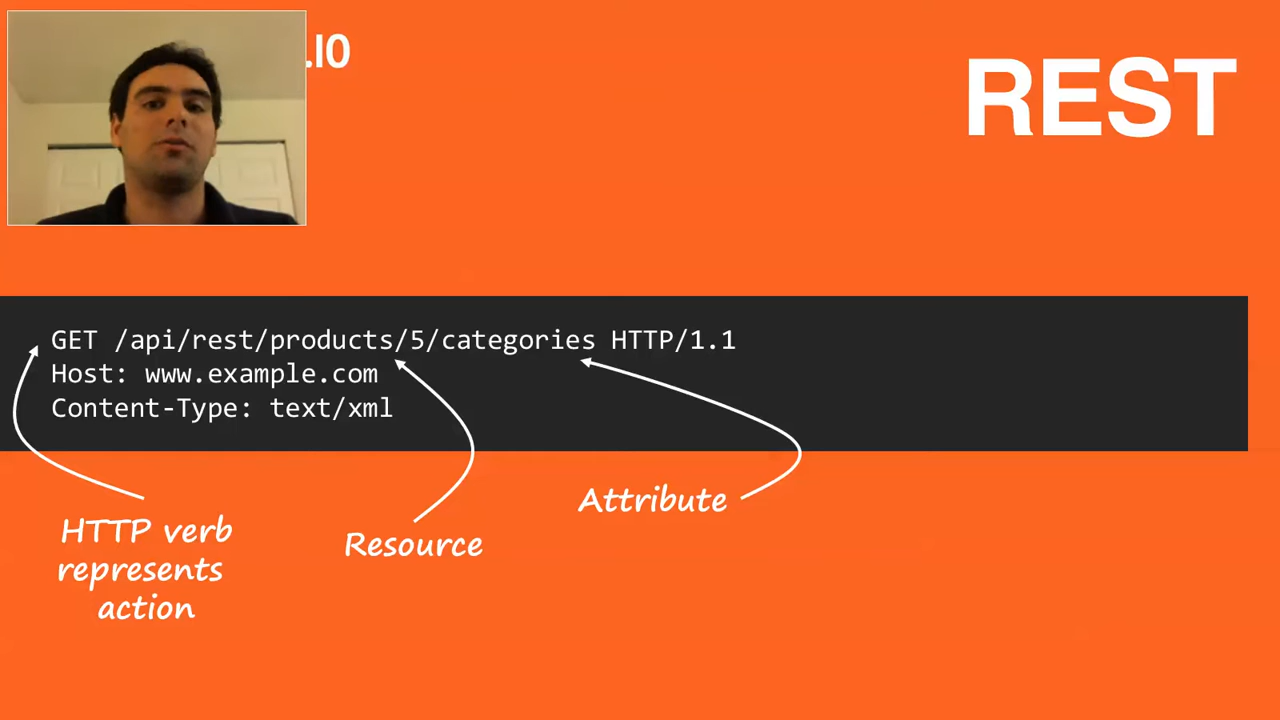 .IO
REST
GET /api/rest/products/5/categories HTTP/1.1
Host: www.example.com
Content-Type: text/xml
HTTP verb
represents
action
Resource
Attribute